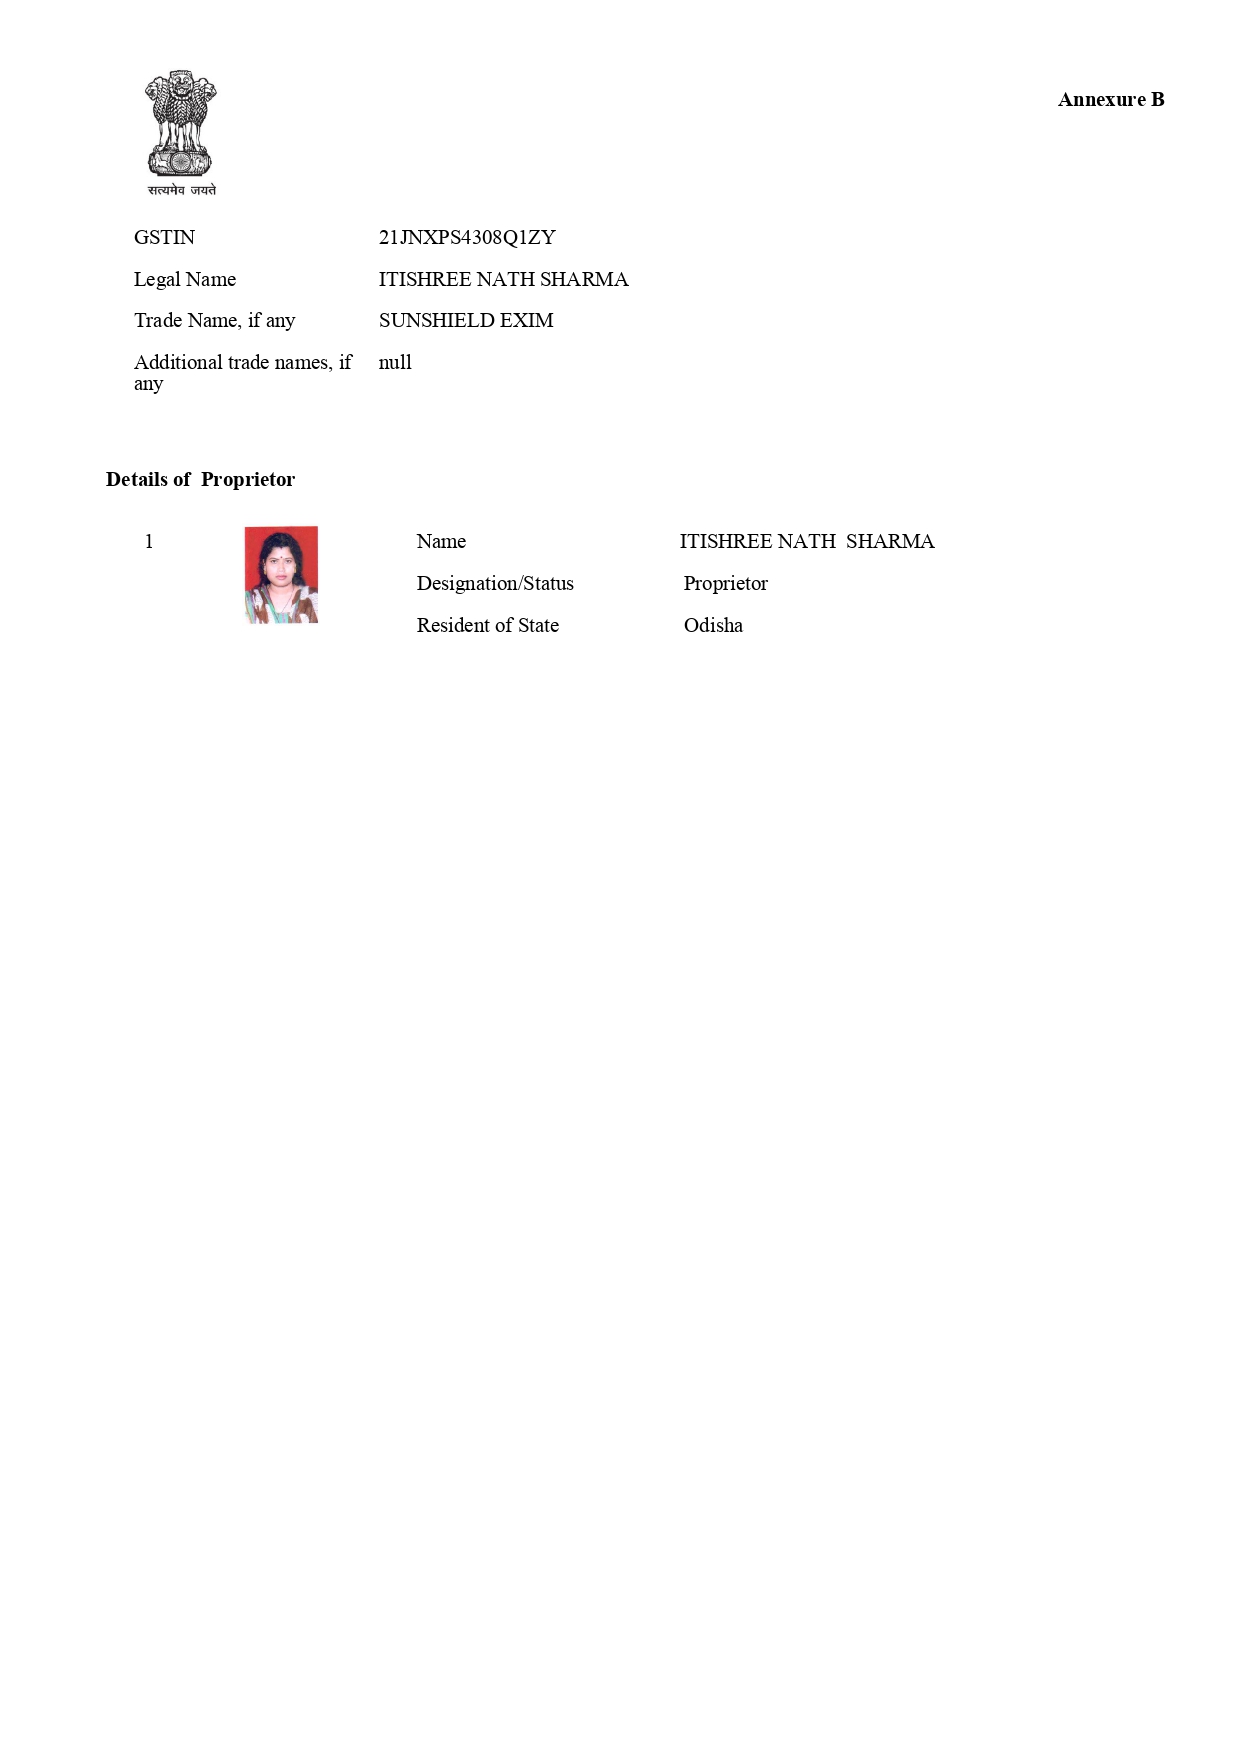 Annexure B
सत्यमेव जयते
GSTIN 21JNXPS4308Q1ZY
Legal Name ITISHREE NATH SHARMA
Trade Name, if any SUNSHIELD EXIM
Additional trade names, if null
any
Details of Proprietor
1 Name ITISHREE NATH SHARMA
Designation/Status Proprietor
Resident of State Odisha